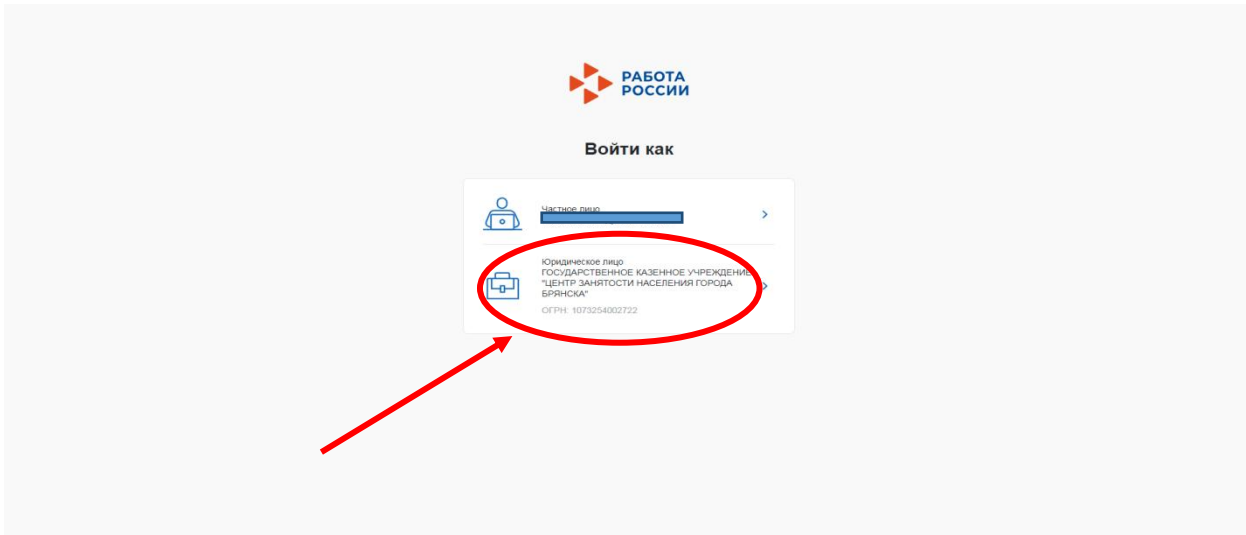 РАБОТА
РОССИИ
Войти как
Частное лицо
Юридическое лицо
ГОСУДАРСТВЕННОЕ КАЗЕННОЕ УЧРЕЖДЕНИЕ
"ЦЕНТР ЗАНЯТОСТИ НАСЕЛЕНИЯ ГОРОДА
БРЯНСКА"
ОГРН: 1073254002722